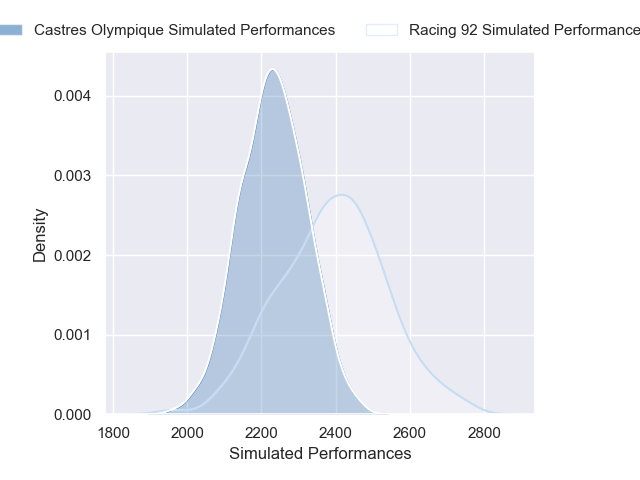 Castres Olympique Simulated Performances
Racing 92 Simulated Performance
0.004
0.003
0.002
0.001
0.000
Density
1800 2000 2200 2400 2600 2800
Simulated Performances